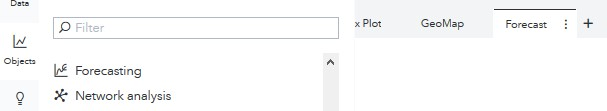 Data
Filter
x Plot
GeoMap
Forecast
+
Objects
Forecasting
Network analysis